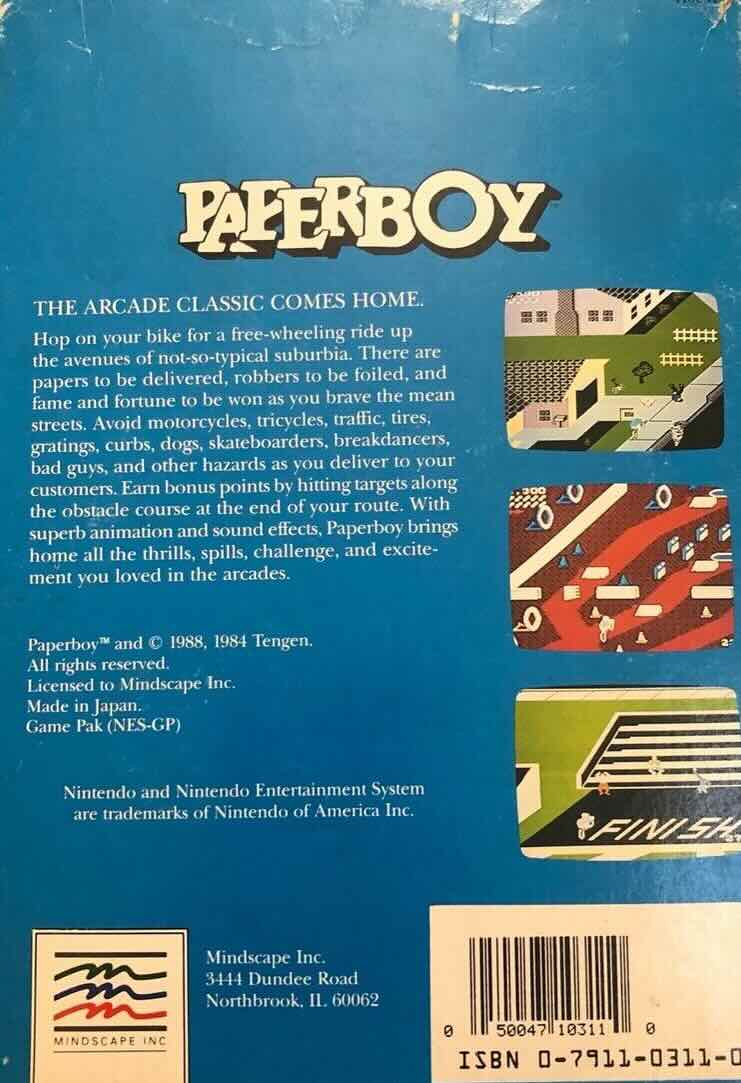 PAPERBOY
THE ARCADE CLASSIC COMES HOME.
Hop on your bike for a free-wheeling ride up
the avenues of not-so-typical suburbia. There are
papers to be delivered, robbers to be foiled, and
fame and fortune to be won as you brave the mean
streets. Avoid motorcycles, tricycles, traffic, tires,
gratings, curbs, dogs, skateboarders, breakdancers,
bad guys, and other hazards as you deliver to your
customers. Earn bonus points by hitting targets along
the obstacle course at the end of your route. With
superb animation and sound effects, Paperboy brings
home all the thrills, spills, challenge, and excite-
ment you loved in the arcades.
Paperboy™ and © 1988, 1984 Tengen.
All rights reserved.
Licensed to Mindscape Inc.
Made in Japan.
Game Pak (NES-GP)
Nintendo and Nintendo Entertainment System
are trademarks of Nintendo of America Inc.
FINISH
MINDSCAPE INC
Mindscape Inc.
3444 Dundee Road
Northbrook, IL 60062
0 50047 10311 0
ISBN 0-7911-0311-0